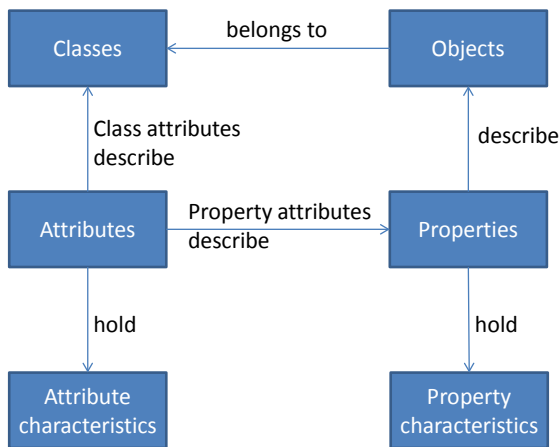 Classes
belongs to
Objects
Class attributes
describe
describe
Attributes
Property attributes
describe
Properties
hold
hold
Attribute
characteristics
Property
characteristics